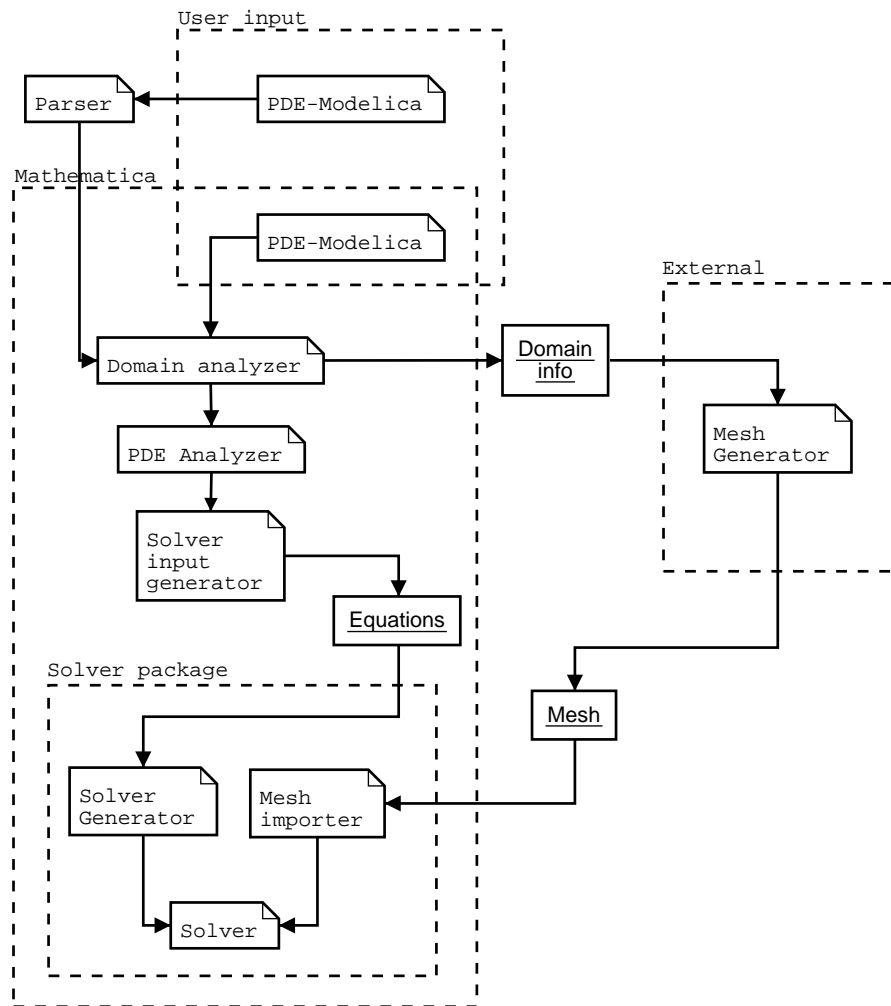 User input
Parser
PDE-Modelica
Mathematica
PDE-Modelica
External
Domain analyzer
Domain
info
Mesh
Generator
PDE Analyzer
Solver
input
generator
Equations
Solver package
Mesh
Solver
Generator
Mesh
importer
Solver